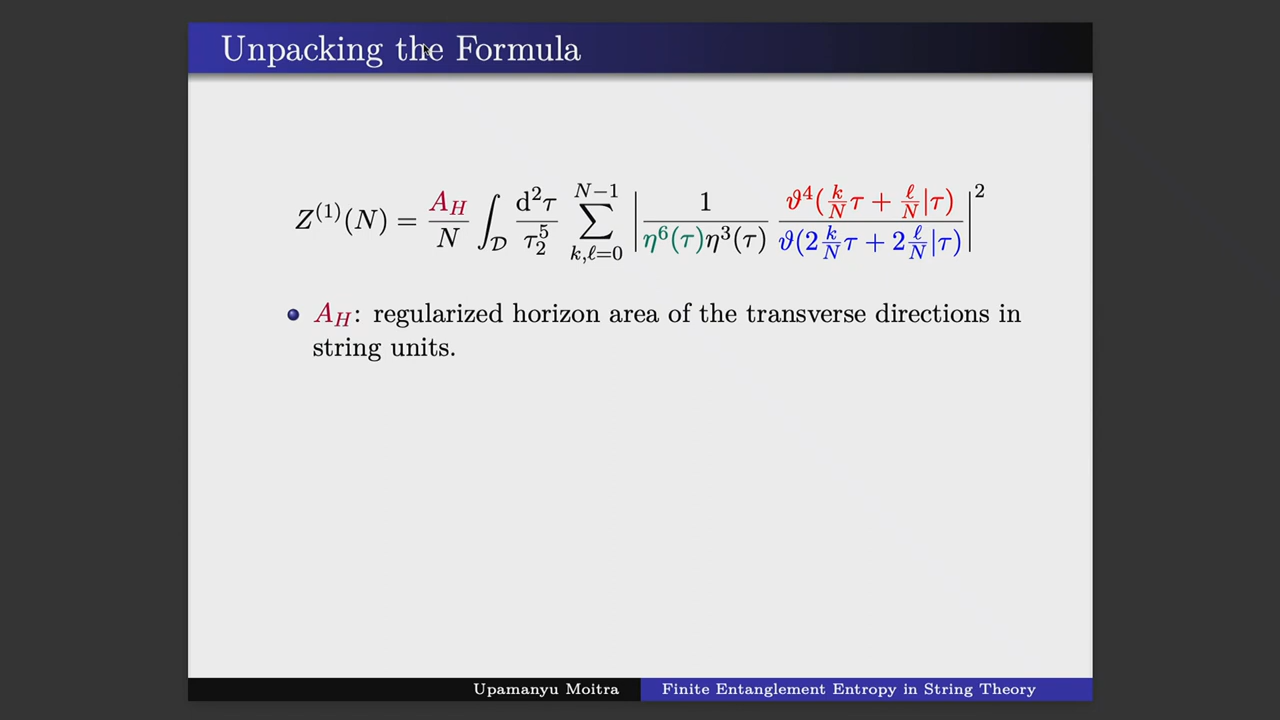 Unpacking the Formula
$Z^{(1)}(N) = \frac{A_H}{N} \int_{\mathcal{D}} \frac{\mathrm{d}^2\tau}{\tau_2^5} \sum_{k,\ell=0}^{N-1} \left| \frac{1}{\eta^6(\tau)\eta^3(\tau)} \frac{\vartheta^4(\frac{k}{N}\tau + \frac{\ell}{N}|\tau)}{\vartheta(2\frac{k}{N}\tau + 2\frac{\ell}{N}|\tau)} \right|^2$
• $A_H$: regularized horizon area of the transverse directions in
string units.
Upamanyu Moitra Finite Entanglement Entropy in String Theory